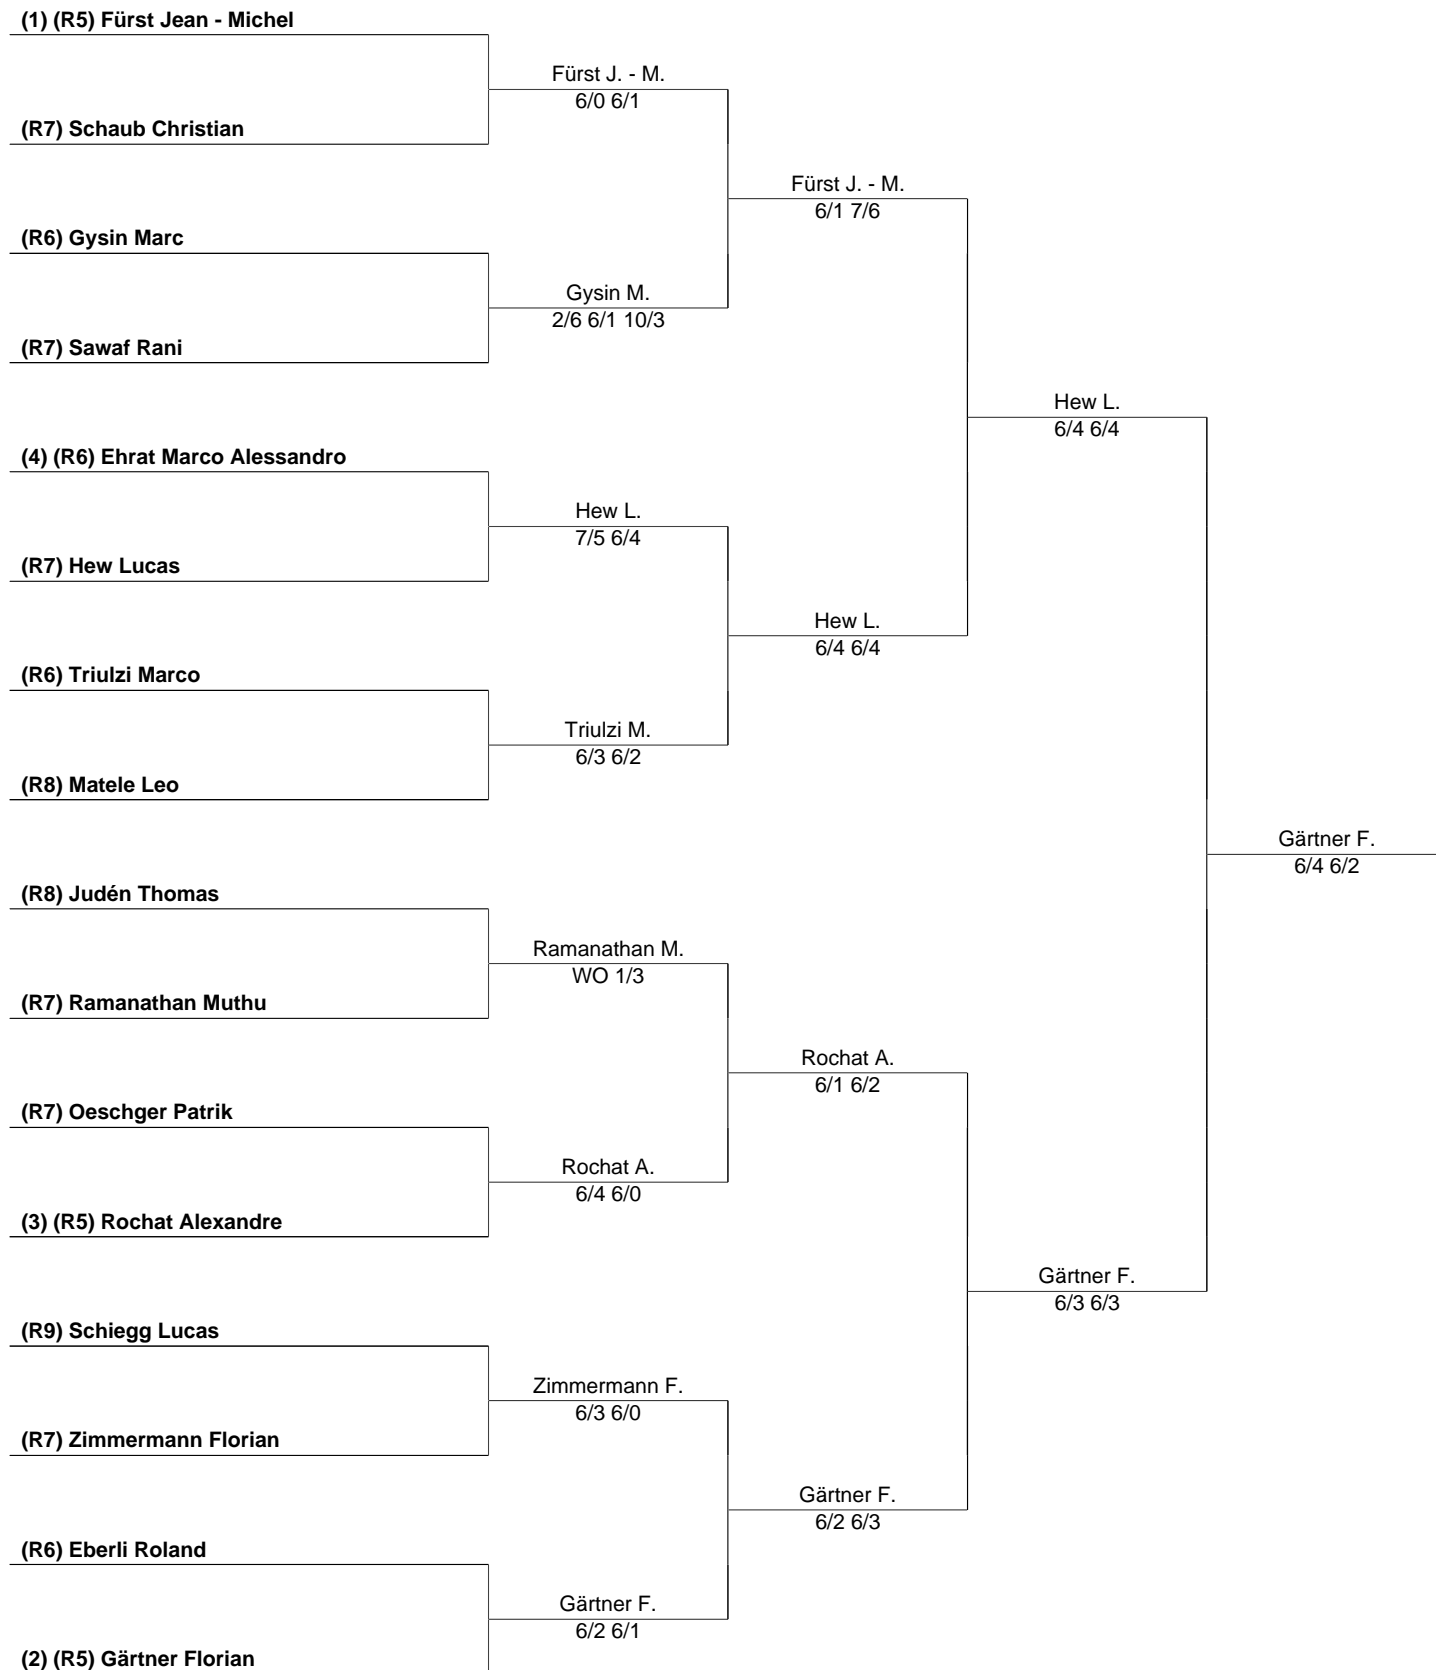 (1) (R5) Fürst Jean - Michel
Fürst J. - M.
6/0 6/1
(R7) Schaub Christian
Fürst J. - M.
6/1 7/6
(R6) Gysin Marc
Gysin M.
2/6 6/1 10/3
(R7) Sawaf Rani
Hew L.
6/4 6/4
(4) (R6) Ehrat Marco Alessandro
Hew L.
7/5 6/4
(R7) Hew Lucas
Hew L.
6/4 6/4
(R6) Triulzi Marco
Triulzi M.
6/3 6/2
(R8) Matele Leo
Gärtner F.
6/4 6/2
(R8) Judén Thomas
Ramanathan M.
WO 1/3
(R7) Ramanathan Muthu
Rochat A.
6/1 6/2
(R7) Oeschger Patrik
Rochat A.
6/4 6/0
(3) (R5) Rochat Alexandre
Gärtner F.
6/3 6/3
(R9) Schiegg Lucas
Zimmermann F.
6/3 6/0
(R7) Zimmermann Florian
Gärtner F.
6/2 6/3
(R6) Eberli Roland
Gärtner F.
6/2 6/1
(2) (R5) Gärtner Florian